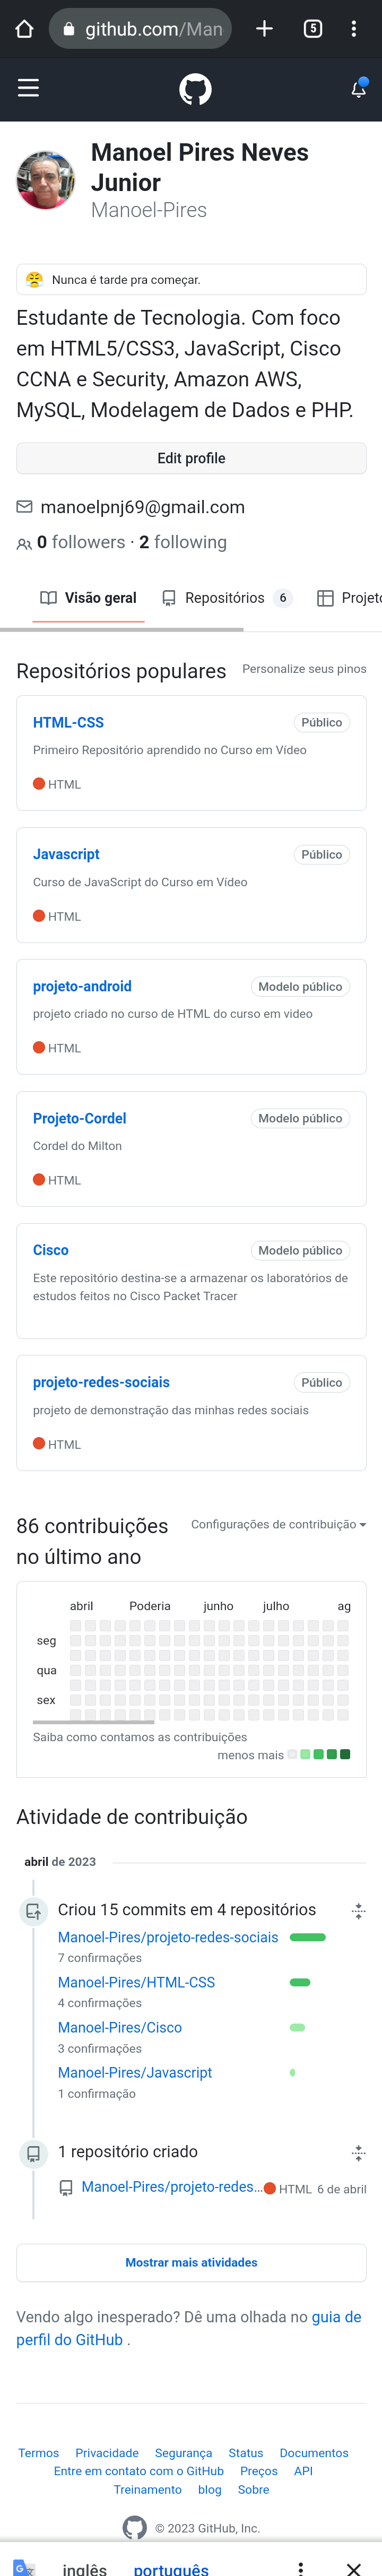 github.com/Man
5
Manoel Pires Neves
Junior
Manoel-Pires
Nunca é tarde pra começar.
Estudante de Tecnologia. Com foco
em HTML5/CSS3, JavaScript, Cisco
CCNA e Security, Amazon AWS,
MySQL, Modelagem de Dados e PHP.
Edit profile
manoelpnj69@gmail.com
0 followers · 2 following
Visão geral Repositórios 6 Projeto
Repositórios populares Personalize seus pinos
HTML-CSS Público
Primeiro Repositório aprendido no Curso em Vídeo
HTML
Javascript Público
Curso de JavaScript do Curso em Vídeo
HTML
projeto-android Modelo público
projeto criado no curso de HTML do curso em video
HTML
Projeto-Cordel Modelo público
Cordel do Milton
HTML
Cisco Modelo público
Este repositório destina-se a armazenar os laboratórios de
estudos feitos no Cisco Packet Tracer
projeto-redes-sociais Público
projeto de demonstração das minhas redes sociais
HTML
86 contribuições Configurações de contribuição
no último ano
abril Poderia junho julho ag
seg
qua
sex
Saiba como contamos as contribuições
menos mais
Atividade de contribuição
abril de 2023
Criou 15 commits em 4 repositórios
Manoel-Pires/projeto-redes-sociais
7 confirmações
Manoel-Pires/HTML-CSS
4 confirmações
Manoel-Pires/Cisco
3 confirmações
Manoel-Pires/Javascript
1 confirmação
1 repositório criado
Manoel-Pires/projeto-redes... HTML 6 de abril
Mostrar mais atividades
Vendo algo inesperado? Dê uma olhada no guia de
perfil do GitHub .
Termos Privacidade Segurança Status Documentos
Entre em contato com o GitHub Preços API
Treinamento blog Sobre
© 2023 GitHub, Inc.
inglês português